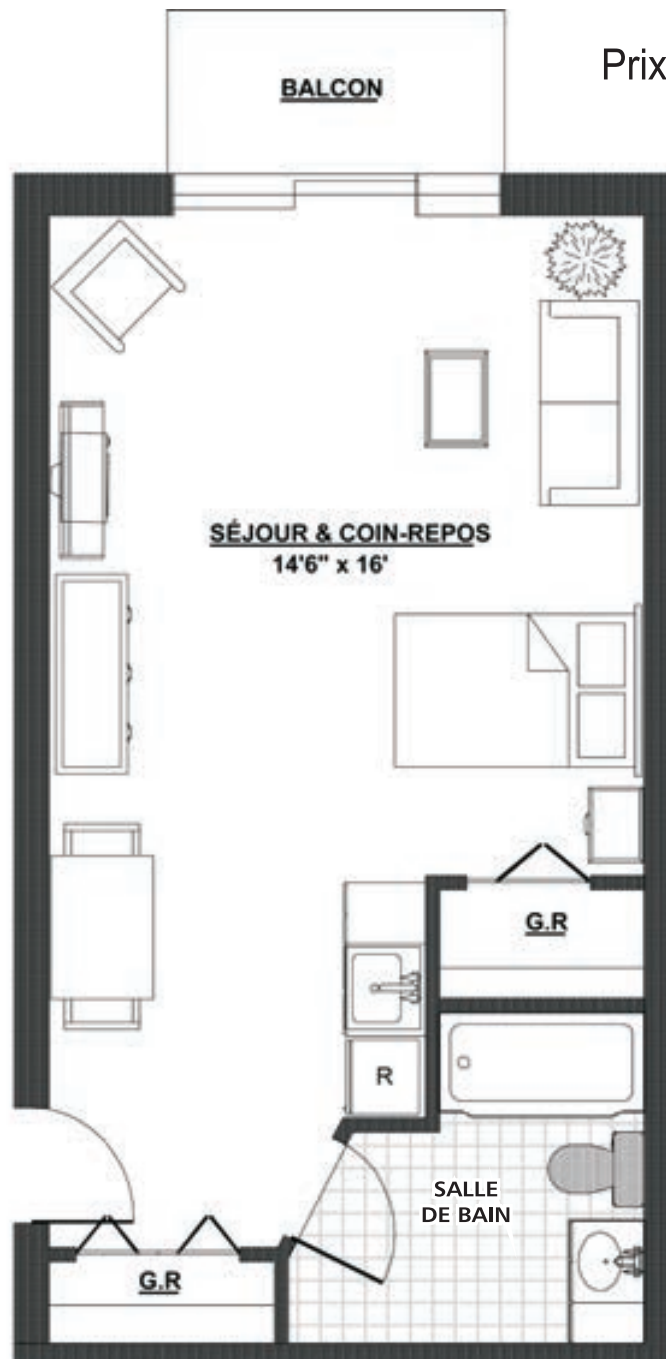 Prix
BALCON
SÉJOUR & COIN-REPOS
14'6" x 16'
G.R
R
SALLE
DE BAIN
G.R